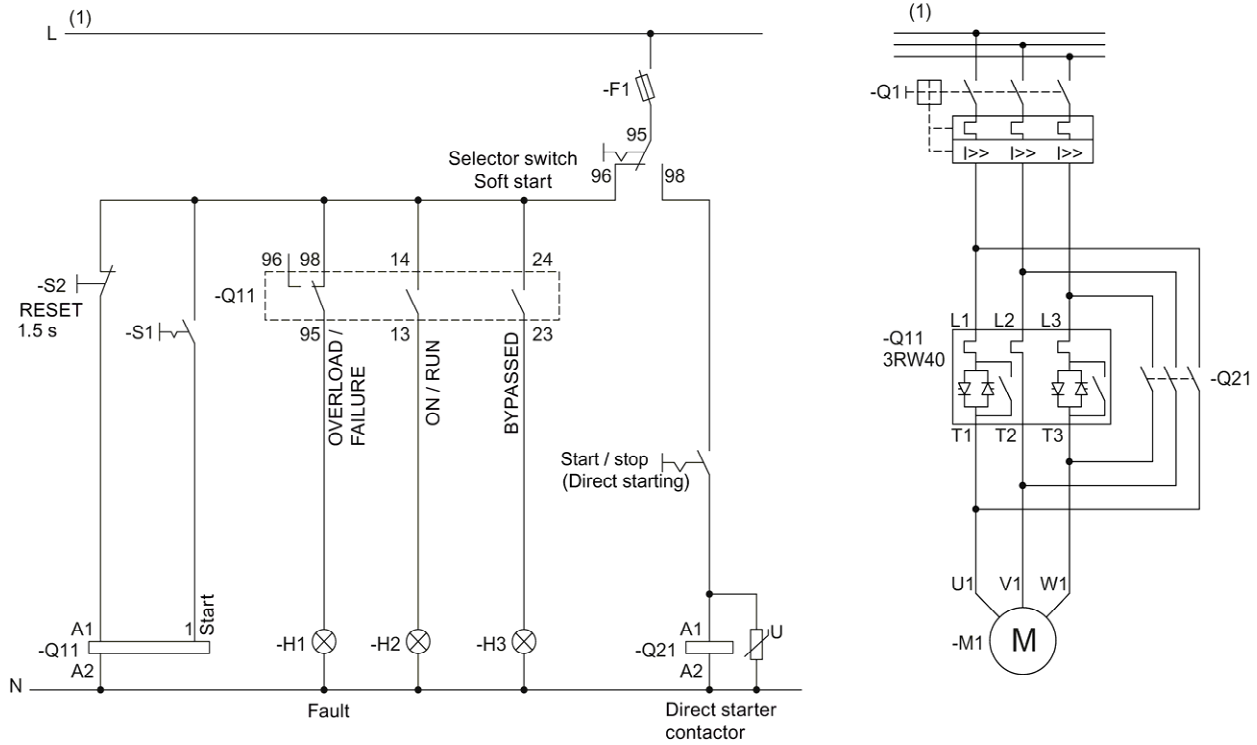 (1)
L
-F1
95
Selector switch
Soft start
96
98
-S2
RESET
1.5 s
-S1
96
98
14
24
-Q11
95
13
23
OVERLOAD /
FAILURE
ON / RUN
BYPASSED
Start / stop
(Direct starting)
Start
A1
1
-Q11
A2
-H1
-H2
-H3
A1
-Q21
A2
U
N
Fault
Direct starter
contactor
(1)
-Q1
I>>
I>>
I>>
L1
L2
L3
-Q11
3RW40
-Q21
T1
T2
T3
U1
V1
W1
-M1
M